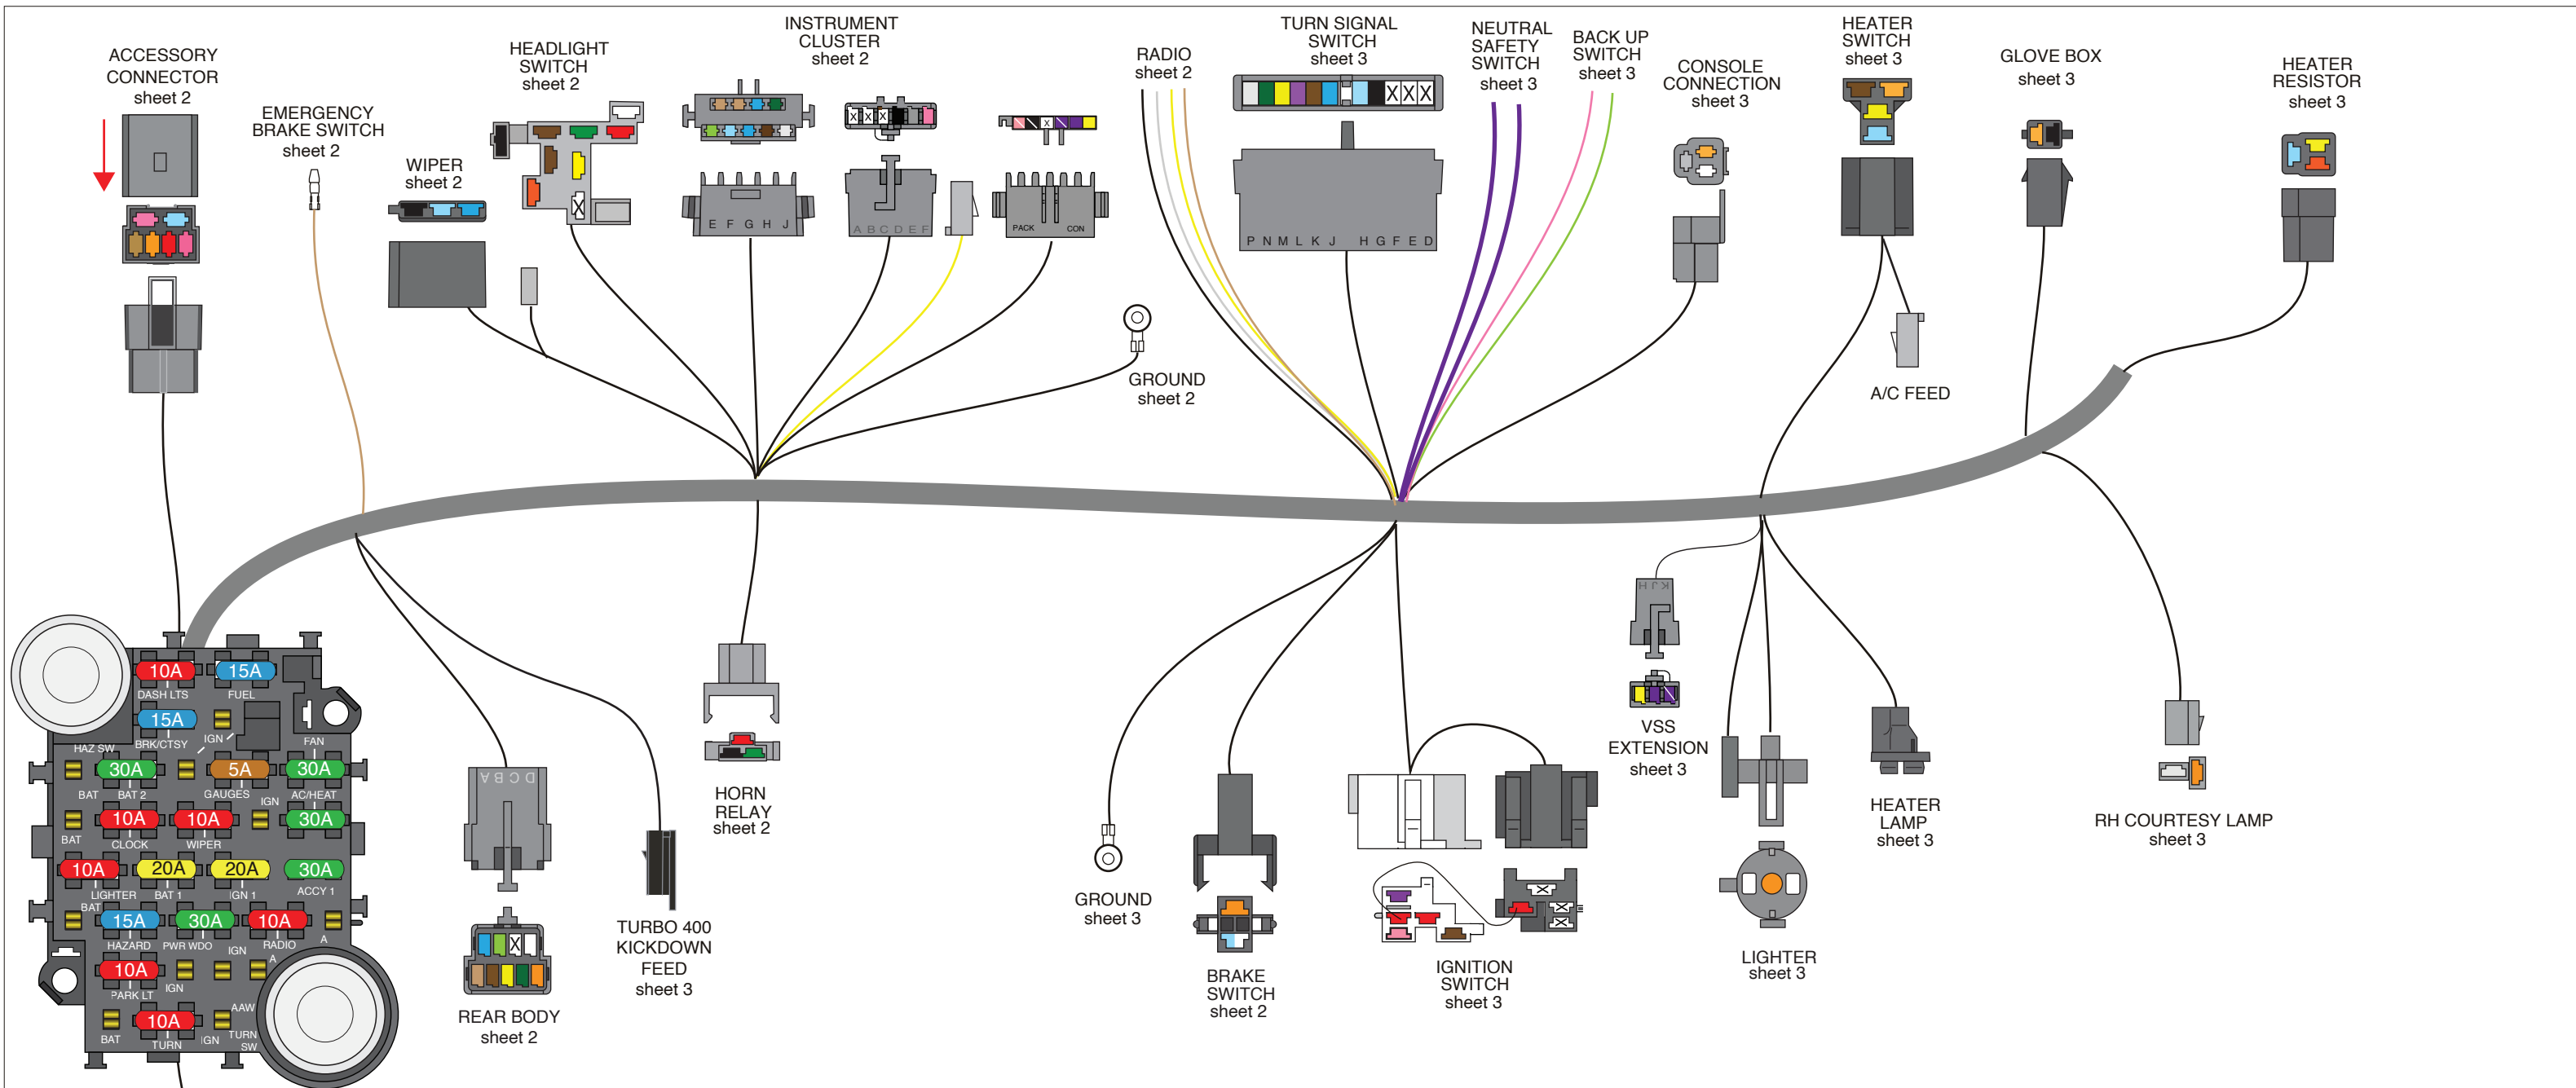 ACCESSORY
CONNECTOR
sheet 2
EMERGENCY
BRAKE SWITCH
sheet 2
WIPER
sheet 2
HEADLIGHT
SWITCH
sheet 2
INSTRUMENT
CLUSTER
sheet 2
E F G H J
X X X
A B C D E F
X
PACK CON
GROUND
sheet 2
RADIO
sheet 2
TURN SIGNAL
SWITCH
sheet 3
X X X
P N M L K J H G F E D
NEUTRAL
SAFETY
SWITCH
sheet 3
BACK UP
SWITCH
sheet 3
CONSOLE
CONNECTION
sheet 3
HEATER
SWITCH
sheet 3
A/C FEED
GLOVE BOX
sheet 3
HEATER
RESISTOR
sheet 3
X
10A
DASH LTS
15A
FUEL
15A
BRK/CTSY
HAZ SW
IGN
FAN
30A
5A
30A
BAT
BAT 2
GAUGES
IGN
AC/HEAT
10A
10A
30A
BAT
CLOCK
WIPER
10A
20A
20A
30A
LIGHTER
BAT 1
IGN 1
ACCY 1
BAT
15A
30A
10A
HAZARD
PWR WDO
IGN
RADIO
A
10A
A
PARK LT
IGN
10A
AAW
BAT
TURN
IGN
TURN
SW
D C B A
X
REAR BODY
sheet 2
TURBO 400
KICKDOWN
FEED
sheet 3
HORN
RELAY
sheet 2
GROUND
sheet 3
BRAKE
SWITCH
sheet 2
X
X
X
IGNITION
SWITCH
sheet 3
K J H
VSS
EXTENSION
sheet 3
LIGHTER
sheet 3
HEATER
LAMP
sheet 3
RH COURTESY LAMP
sheet 3